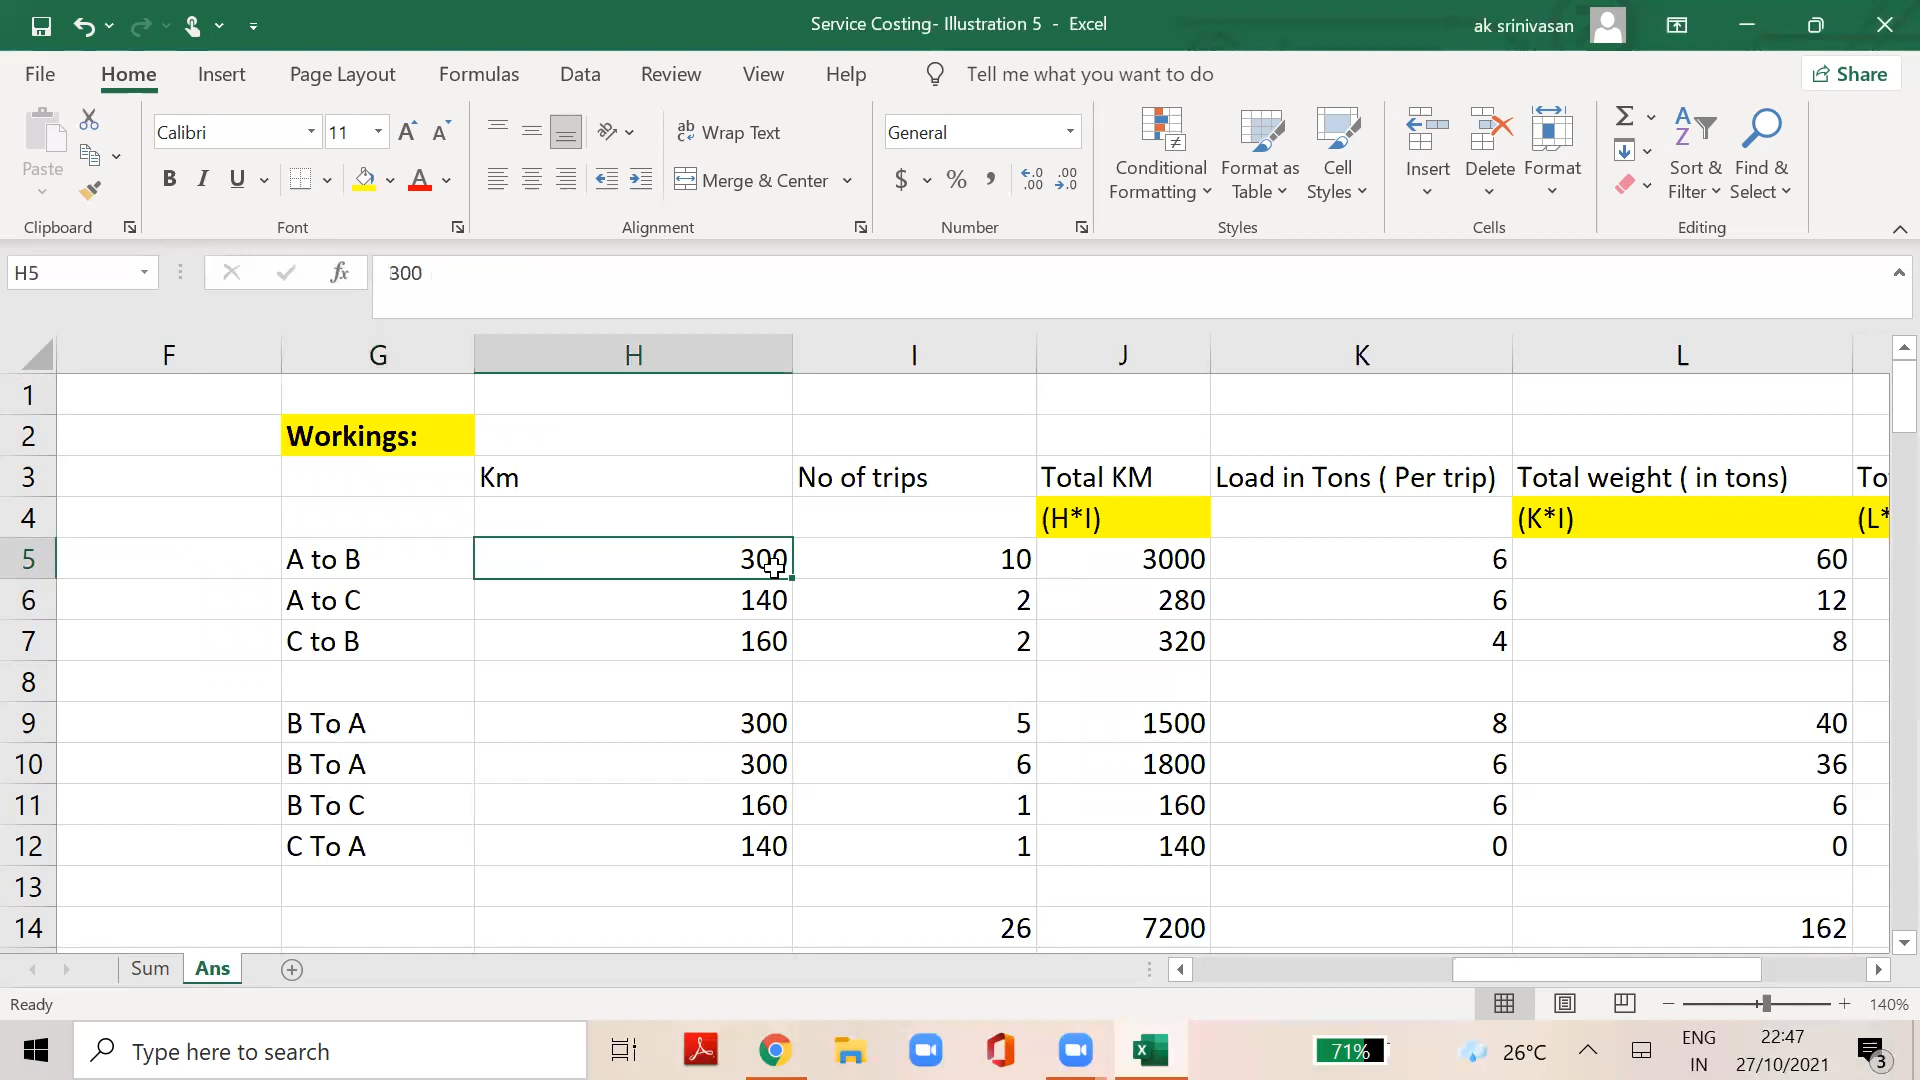 Service Costing- Illustration 5 - Excel
ak srinivasan
File Home Insert Page Layout Formulas Data Review View Help Tell me what you want to do Share
Paste
Clipboard
Calibri 11
B I U
Font
ab Wrap Text
Merge & Center
Alignment
General
$ % ,
Number
Conditional Formatting
Format as Table
Cell Styles
Styles
Insert Delete Format
Cells
Sort & Filter
Find & Select
Editing
H5 fx 300
F G H I J K L
1
2 Workings:
3 Km No of trips Total KM Load in Tons ( Per trip) Total weight ( in tons) To
4 (H*I) (K*I) (L*
5 A to B 300 10 3000 6 60
6 A to C 140 2 280 6 12
7 C to B 160 2 320 4 8
8
9 B To A 300 5 1500 8 40
10 B To A 300 6 1800 6 36
11 B To C 160 1 160 6 6
12 C To A 140 1 140 0 0
13
14 26 7200 162
Sum Ans
Ready 140%
Type here to search 71% 26°C ENG IN 22:47 27/10/2021 3